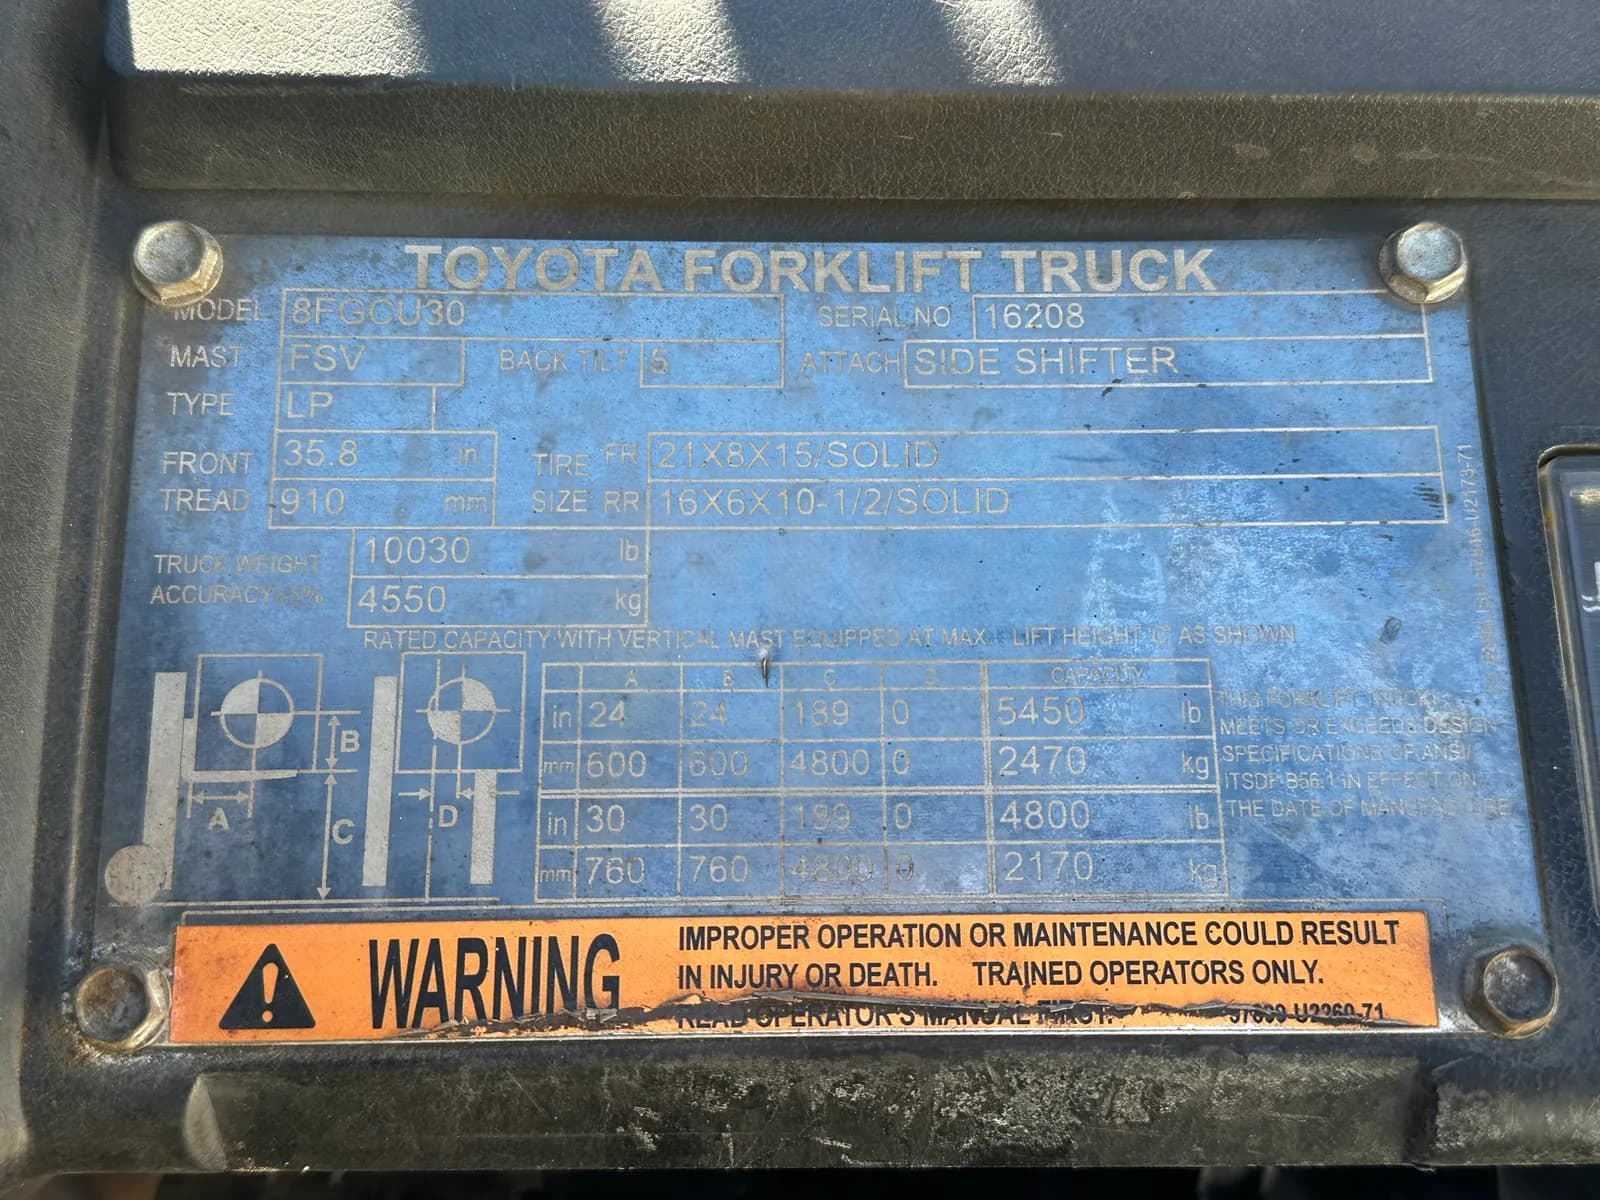 TOYOTA FORKLIFT TRUCK
MODEL 8FGCU30 SERIAL NO 16208
MAST FSV BACK TILT 5 ATTACH SIDE SHIFTER
TYPE LP
FRONT 35.8 in TIRE FR 21X8X15/SOLID
TREAD 910 mm SIZE RR 16X6X10-1/2/SOLID
TRUCK WEIGHT 10030 lb
ACCURACY±5% 4550 kg
RATED CAPACITY WITH VERTICAL MAST EQUIPPED AT MAX. LIFT HEIGHT 'C' AS SHOWN
A B C D CAPACITY
in 24 24 189 0 5450 lb
mm 600 600 4800 0 2470 kg
in 30 30 189 0 4800 lb
mm 760 760 4800 0 2170 kg
B
A
C
D
THIS FORKLIFT TRUCK
MEETS OR EXCEEDS DESIGN
SPECIFICATIONS OF ANSI/
ITSDF B56.1 IN EFFECT ON
THE DATE OF MANUFACTURE
WARNING
IMPROPER OPERATION OR MAINTENANCE COULD RESULT
IN INJURY OR DEATH. TRAINED OPERATORS ONLY.
READ OPERATOR'S MANUAL FIRST.